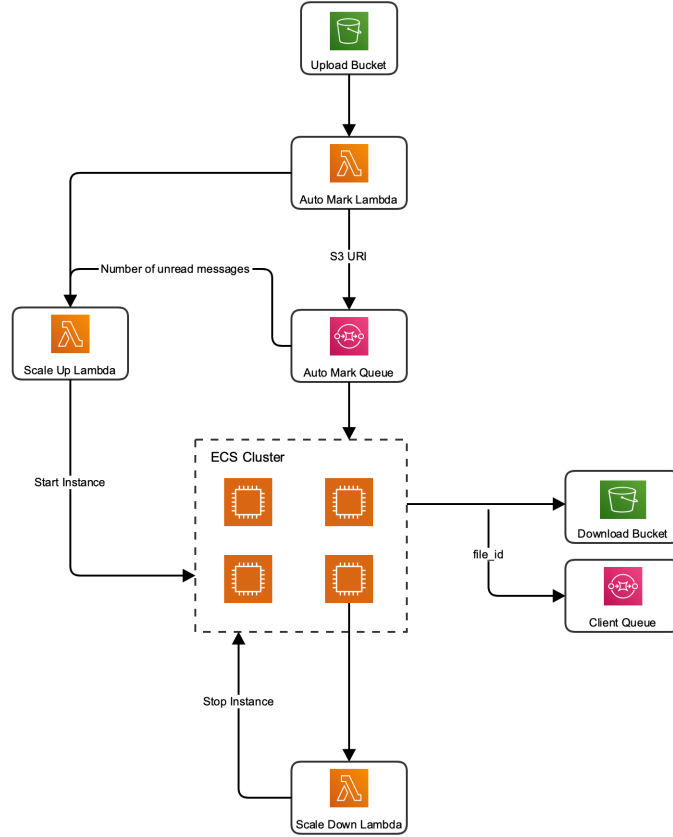 Upload Bucket
Auto Mark Lambda
S3 URI
Number of unread messages
Scale Up Lambda
Auto Mark Queue
ECS Cluster
Start Instance
Download Bucket
file_id
Client Queue
Stop Instance
Scale Down Lambda